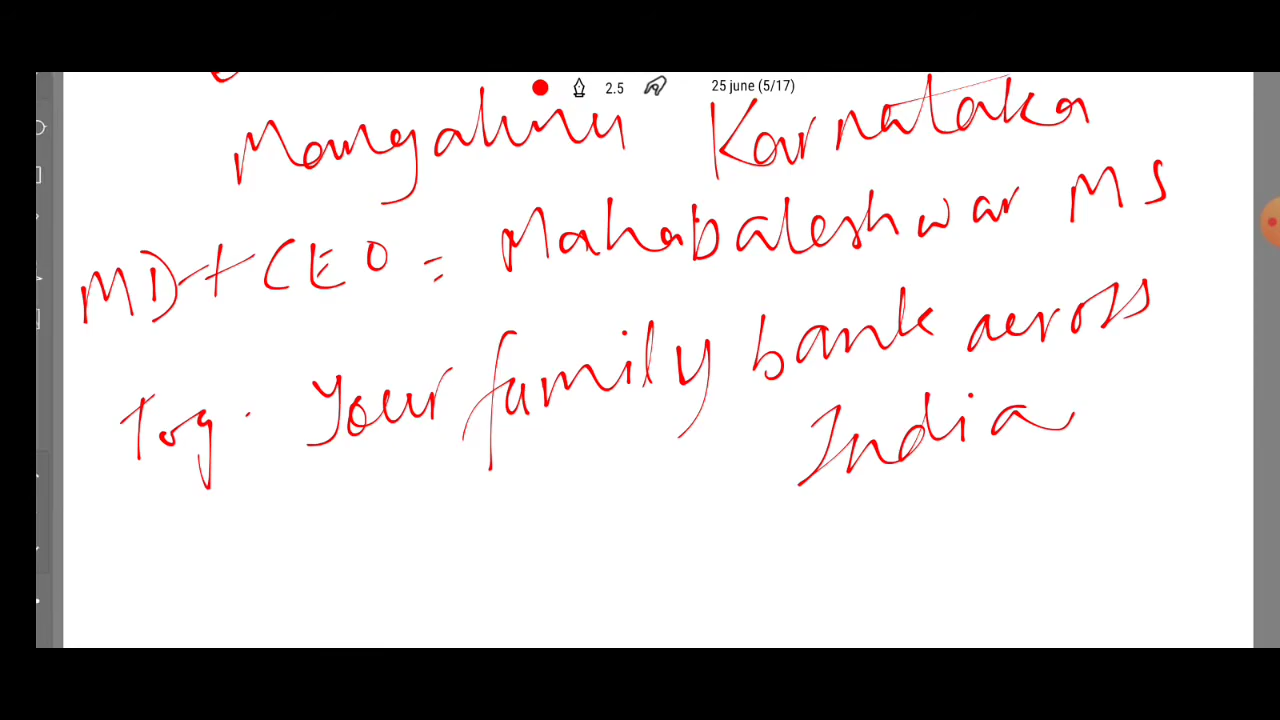 2.5 25 june (5/17)
Mangaluru Karnataka
MD + CEO = Mahabaleshwar MS
Tag. Your family bank across
India